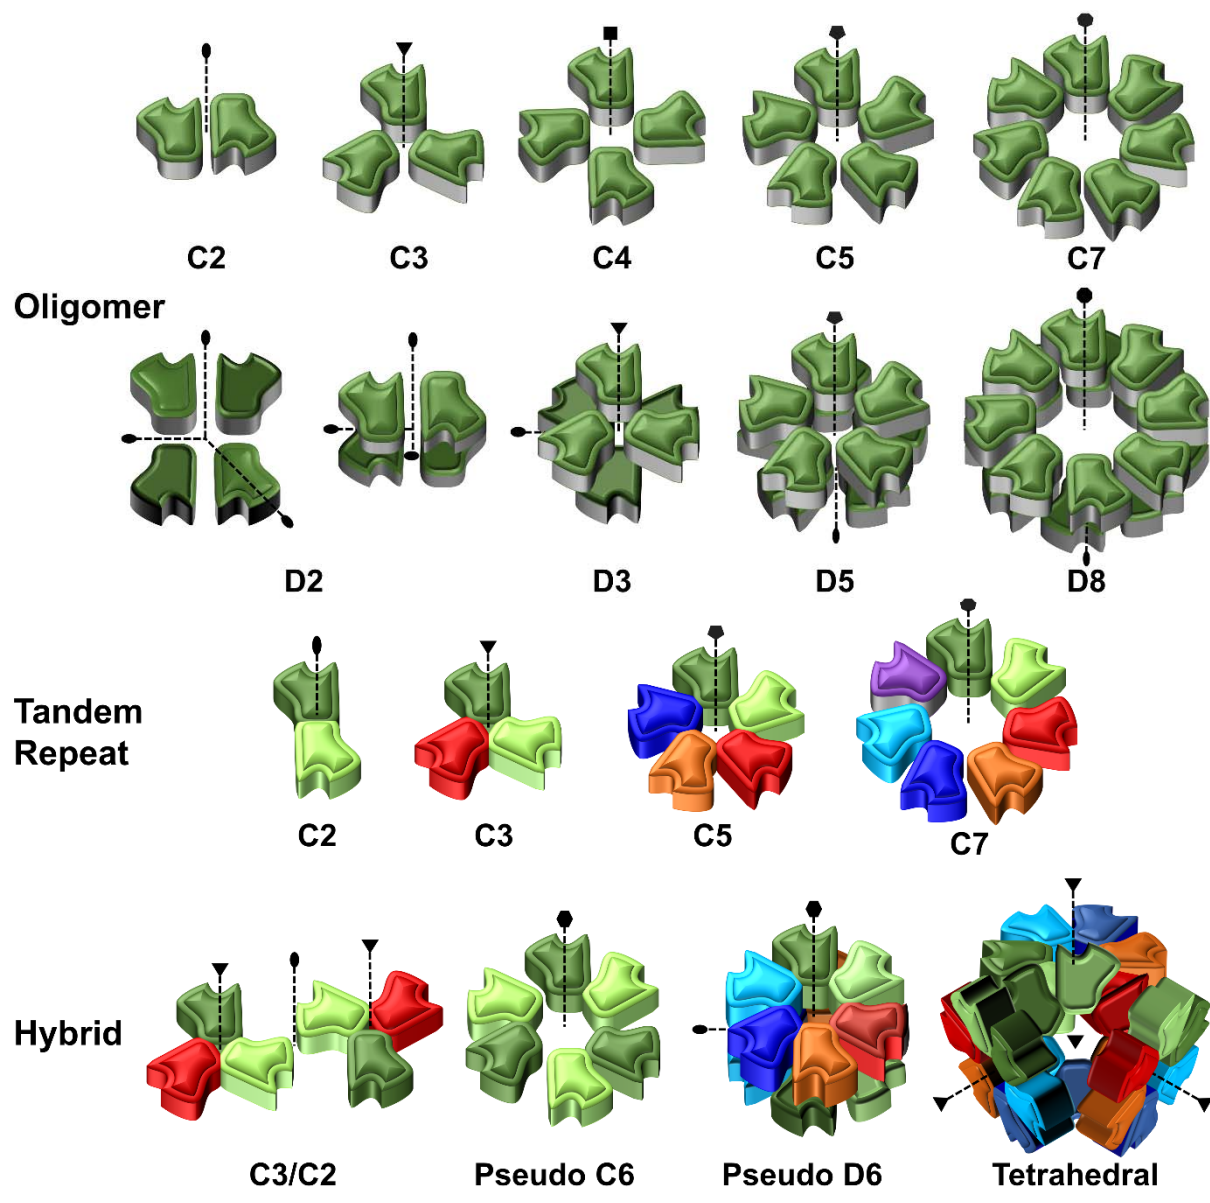 C2
C3
C4
C5
C7
Oligomer
D2
D3
D5
D8
Tandem
Repeat
C2
C3
C5
C7
Hybrid
C3/C2
Pseudo C6
Pseudo D6
Tetrahedral